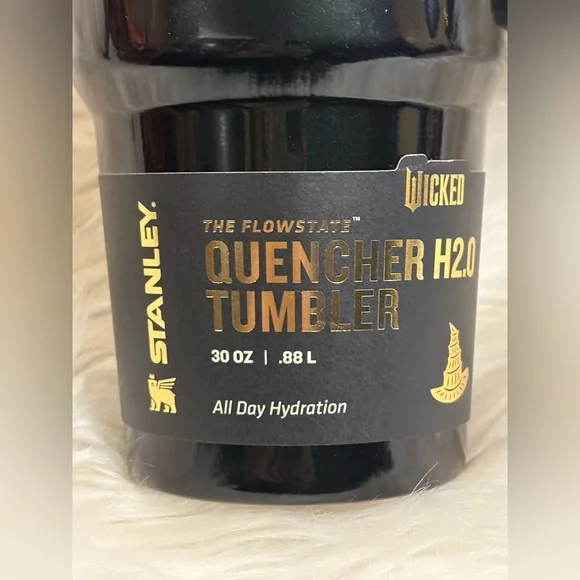 WICKED
THE FLOWSTATE™
QUENCHER H2.0
TUMBLER
30 OZ | .88 L
All Day Hydration
STANLEY®